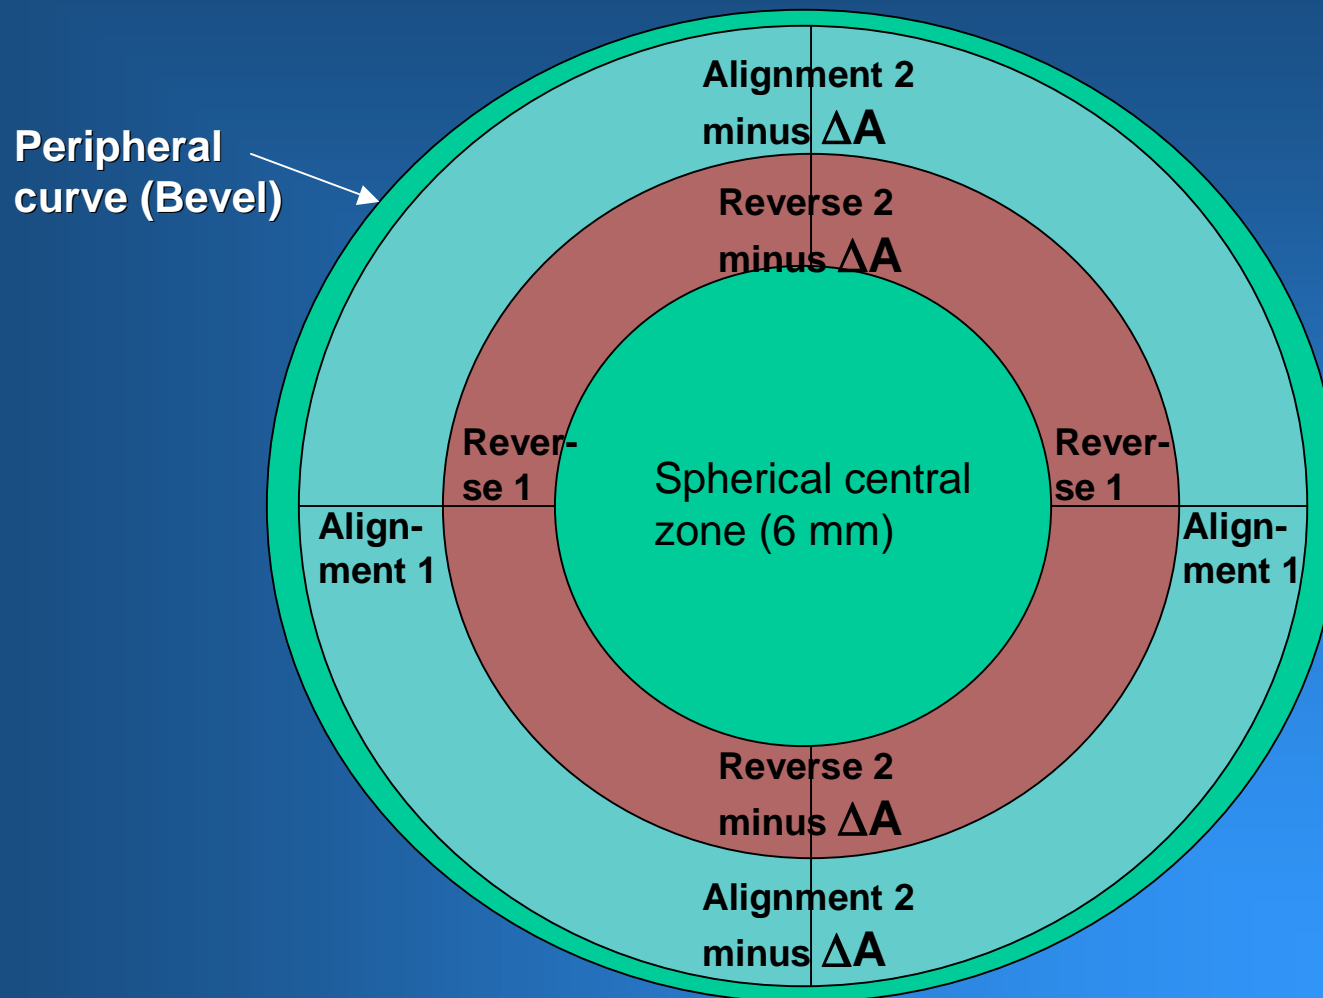 Alignment 2
minus ΔA
Peripheral
curve (Bevel)
Reverse 2
minus ΔA
Rever-
se 1
Spherical central
zone (6 mm)
Rever-
se 1
Align-
ment 1
Align-
ment 1
Reverse 2
minus ΔA
Alignment 2
minus ΔA